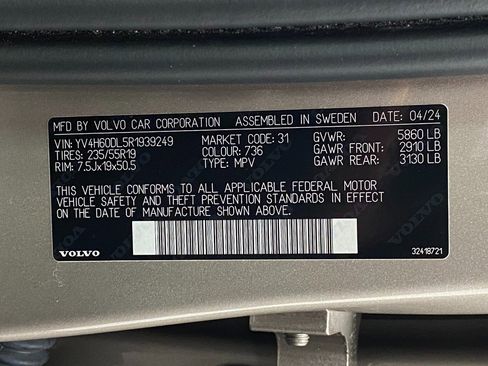 MFD BY VOLVO CAR CORPORATION ASSEMBLED IN SWEDEN DATE: 04/24
VIN: YV4H60DL5R1939249 MARKET CODE: 31 GVWR: 5860 LB
TIRES: 235/55R19 COLOUR: 736 GAWR FRONT: 2910 LB
RIM: 7.5Jx19x50.5 TYPE: MPV GAWR REAR: 3130 LB
THIS VEHICLE CONFORMS TO ALL APPLICABLE FEDERAL MOTOR
VEHICLE SAFETY AND THEFT PREVENTION STANDARDS IN EFFECT
ON THE DATE OF MANUFACTURE SHOWN ABOVE.
VOLVO 32418721